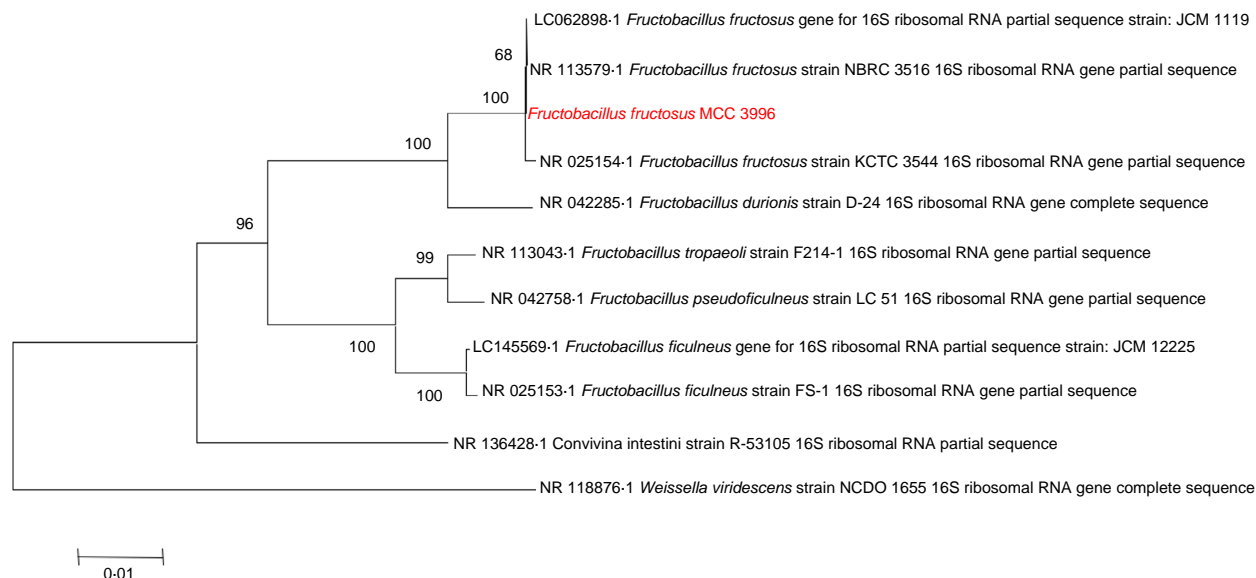 LC062898·1 Fructobacillus fructosus gene for 16S ribosomal RNA partial sequence strain: JCM 1119
68
NR 113579·1 Fructobacillus fructosus strain NBRC 3516 16S ribosomal RNA gene partial sequence
100
Fructobacillus fructosus MCC 3996
100
NR 025154·1 Fructobacillus fructosus strain KCTC 3544 16S ribosomal RNA gene partial sequence
NR 042285·1 Fructobacillus durionis strain D-24 16S ribosomal RNA gene complete sequence
96
NR 113043·1 Fructobacillus tropaeoli strain F214-1 16S ribosomal RNA gene partial sequence
99
NR 042758·1 Fructobacillus pseudoficulneus strain LC 51 16S ribosomal RNA gene partial sequence
100
LC145569·1 Fructobacillus ficulneus gene for 16S ribosomal RNA partial sequence strain: JCM 12225
NR 025153·1 Fructobacillus ficulneus strain FS-1 16S ribosomal RNA gene partial sequence
100
NR 136428·1 Convivina intestini strain R-53105 16S ribosomal RNA partial sequence
NR 118876·1 Weissella viridescens strain NCDO 1655 16S ribosomal RNA gene complete sequence
0·01